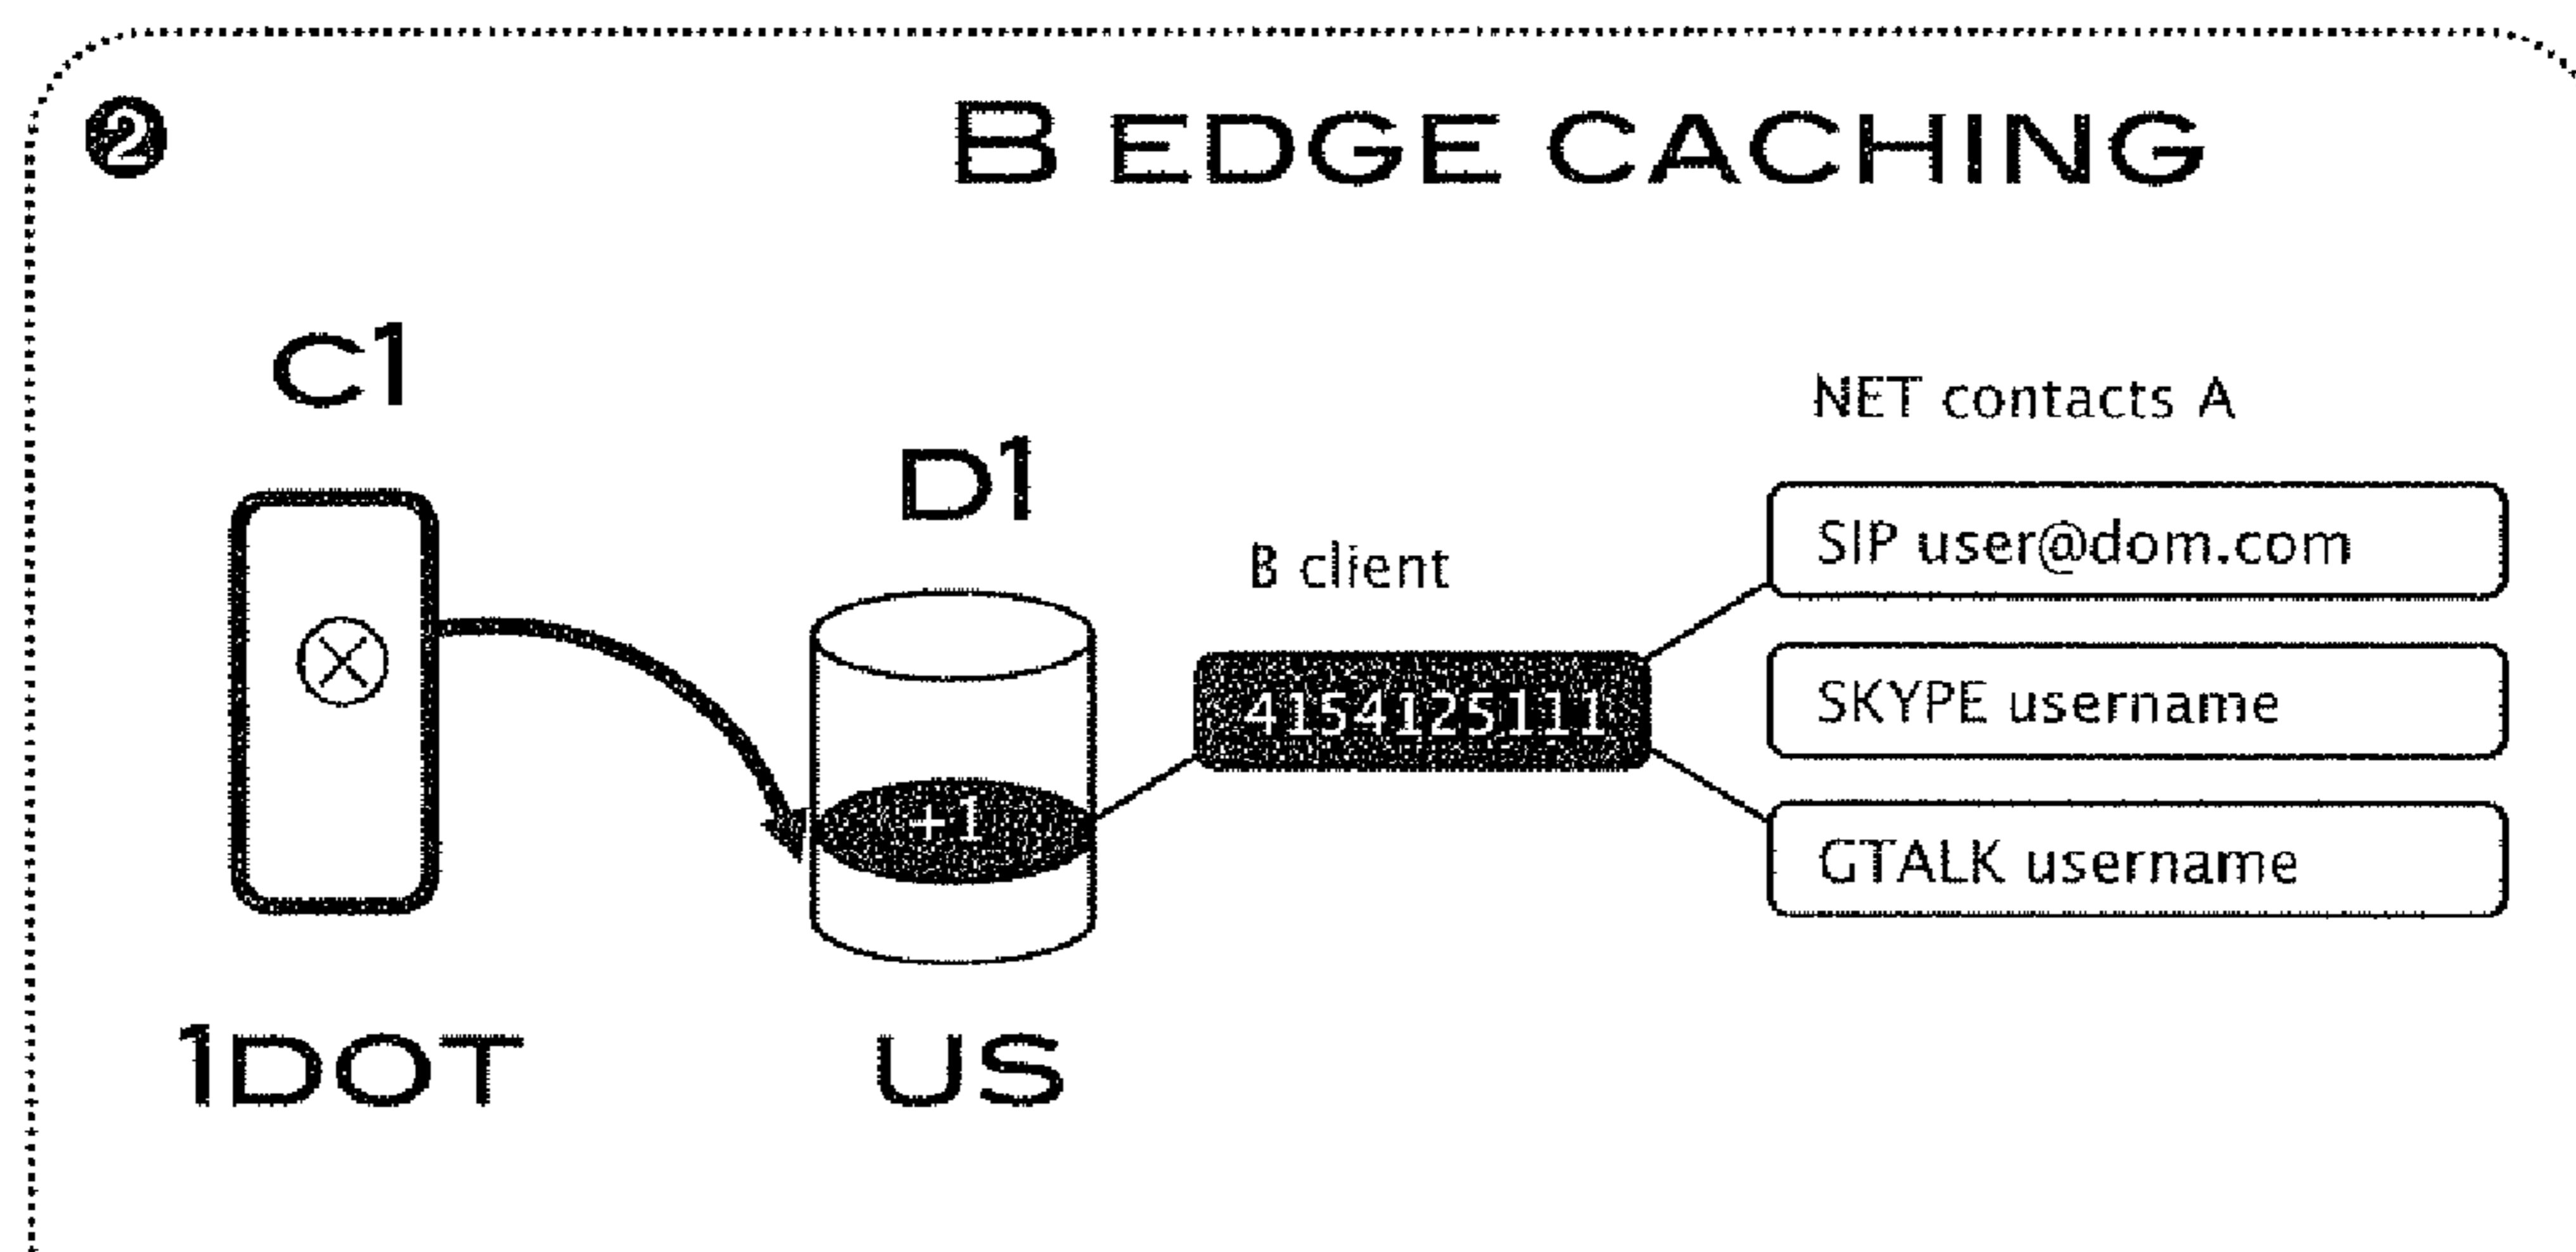 2
B EDGE CACHING
C1
D1
NET contacts A
B client
SIP user@dom.com
4154125111
SKYPE username
+1
GTALK username
1DOT
US